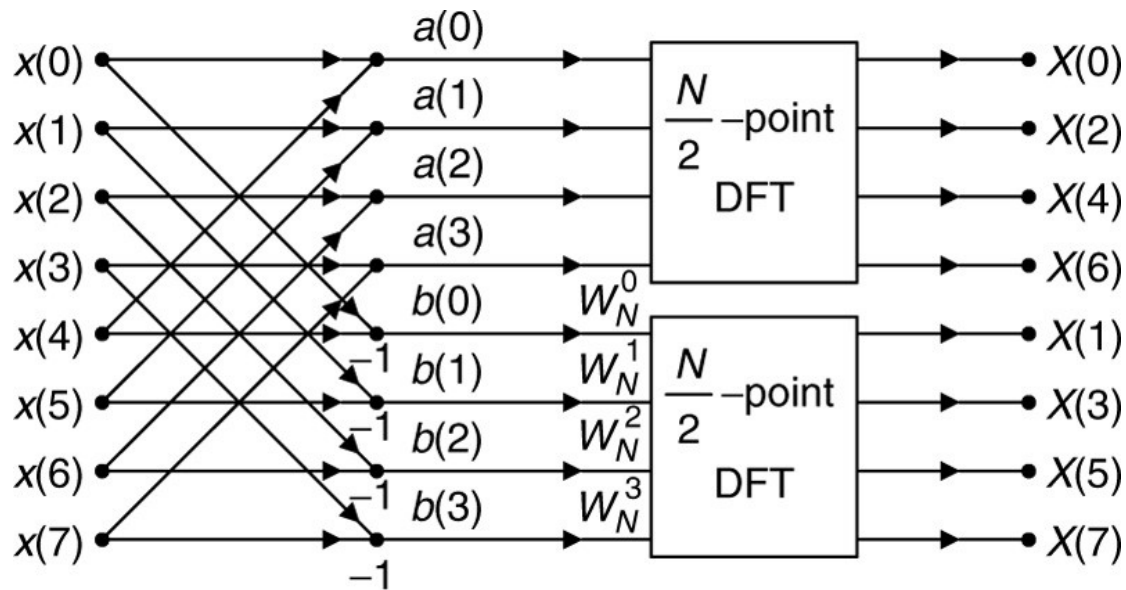 x(0) a(0) X(0)
x(1) a(1) N/2 –point DFT X(2)
x(2) a(2) X(4)
x(3) a(3) X(6)
x(4) b(0) W_N^0 X(1)
–1
x(5) b(1) W_N^1 N/2 –point DFT X(3)
–1
x(6) b(2) W_N^2 X(5)
–1
x(7) b(3) W_N^3 X(7)
–1